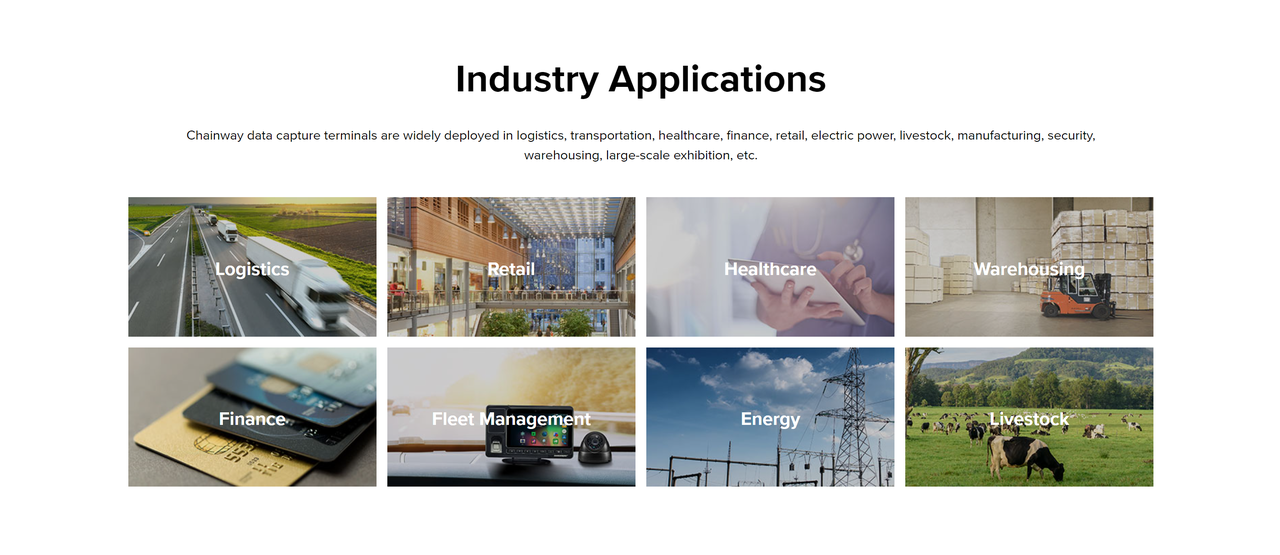 Industry Applications
Chainway data capture terminals are widely deployed in logistics, transportation, healthcare, finance, retail, electric power, livestock, manufacturing, security,
warehousing, large-scale exhibition, etc.
Logistics
Retail
Healthcare
Warehousing
Finance
Fleet Management
Energy
Livestock